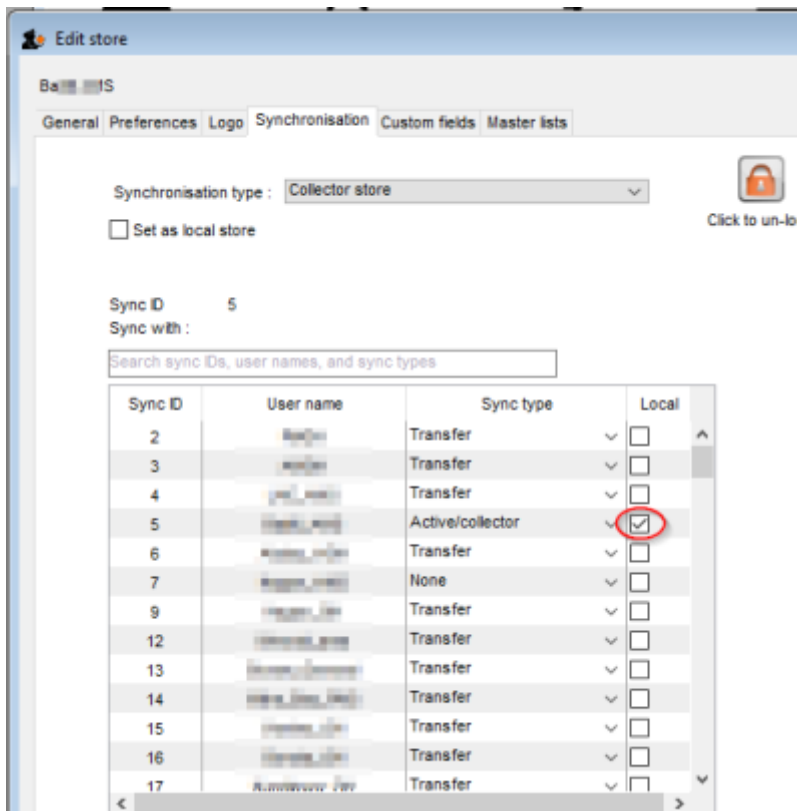 Edit store
General Preferences Logo Synchronisation Custom fields Master lists
Synchronisation type : Collector store
Click to un-lo
Set as local store
Sync ID 5
Sync with :
Search sync IDs, user names, and sync types
Sync ID User name Sync type Local
2 Transfer
3 Transfer
4 Transfer
5 Active/collector
6 Transfer
7 None
9 Transfer
12 Transfer
13 Transfer
14 Transfer
15 Transfer
16 Transfer
17 Transfer